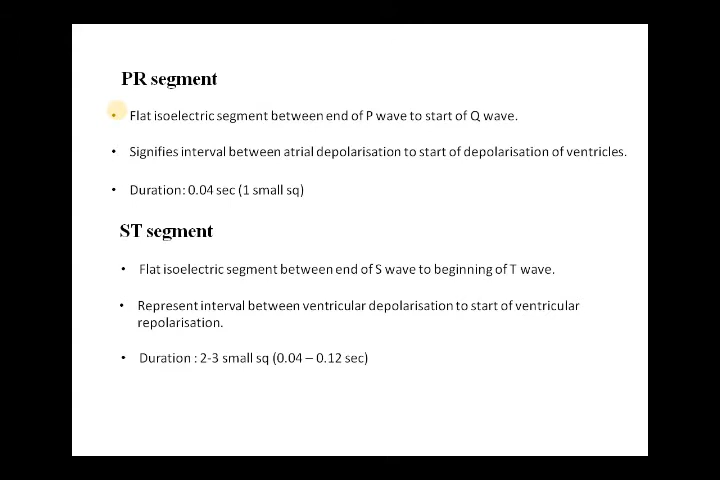 PR segment
• Flat isoelectric segment between end of P wave to start of Q wave.
• Signifies interval between atrial depolarisation to start of depolarisation of ventricles.
• Duration: 0.04 sec (1 small sq)
ST segment
• Flat isoelectric segment between end of S wave to beginning of T wave.
• Represent interval between ventricular depolarisation to start of ventricular
repolarisation.
• Duration : 2-3 small sq (0.04 – 0.12 sec)